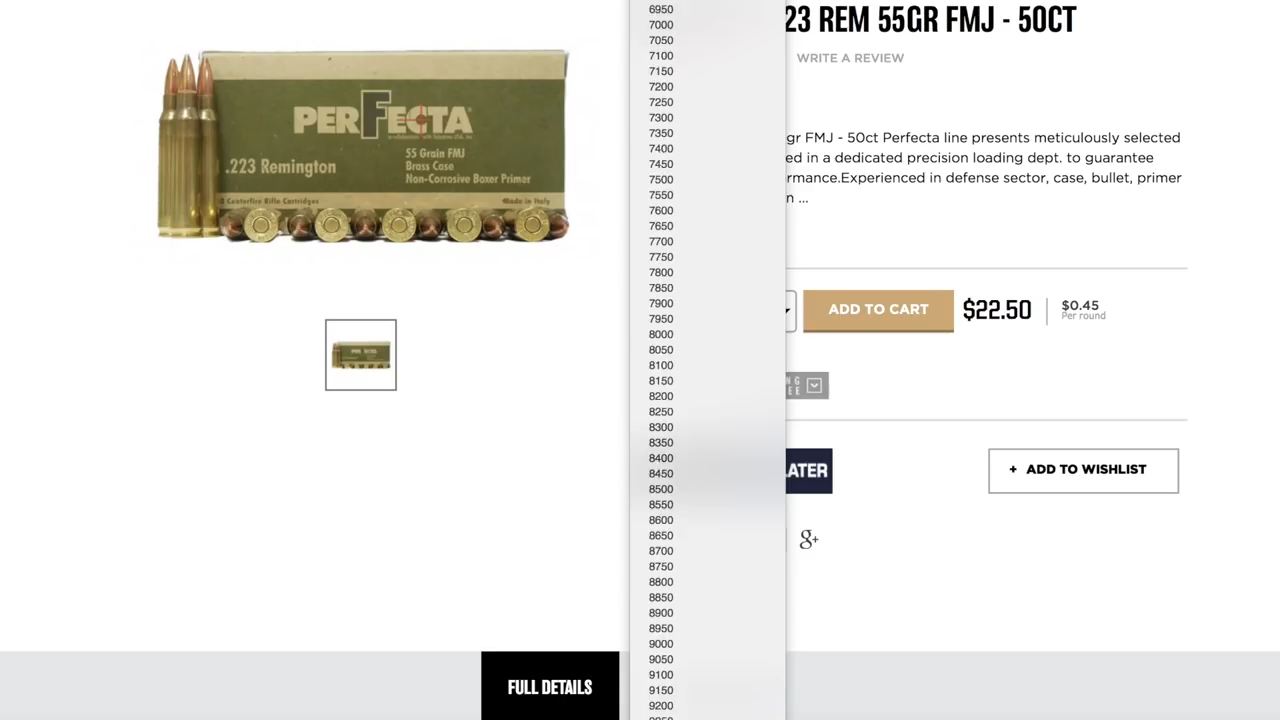 23 REM 55GR FMJ - 50CT
WRITE A REVIEW
PERFECTA
.223 Remington
55 Grain FMJ
Brass Case
Non-Corrosive Boxer Primer
Centerfire Rifle Cartridges
Made in Italy
gr FMJ - 50ct Perfecta line presents meticulously selected
ed in a dedicated precision loading dept. to guarantee
rmance.Experienced in defense sector, case, bullet, primer
n ...
ADD TO CART
$22.50
$0.45
Per round
PERFECTA
LATER
+ ADD TO WISHLIST
g+
FULL DETAILS
6950
7000
7050
7100
7150
7200
7250
7300
7350
7400
7450
7500
7550
7600
7650
7700
7750
7800
7850
7900
7950
8000
8050
8100
8150
8200
8250
8300
8350
8400
8450
8500
8550
8600
8650
8700
8750
8800
8850
8900
8950
9000
9050
9100
9150
9200